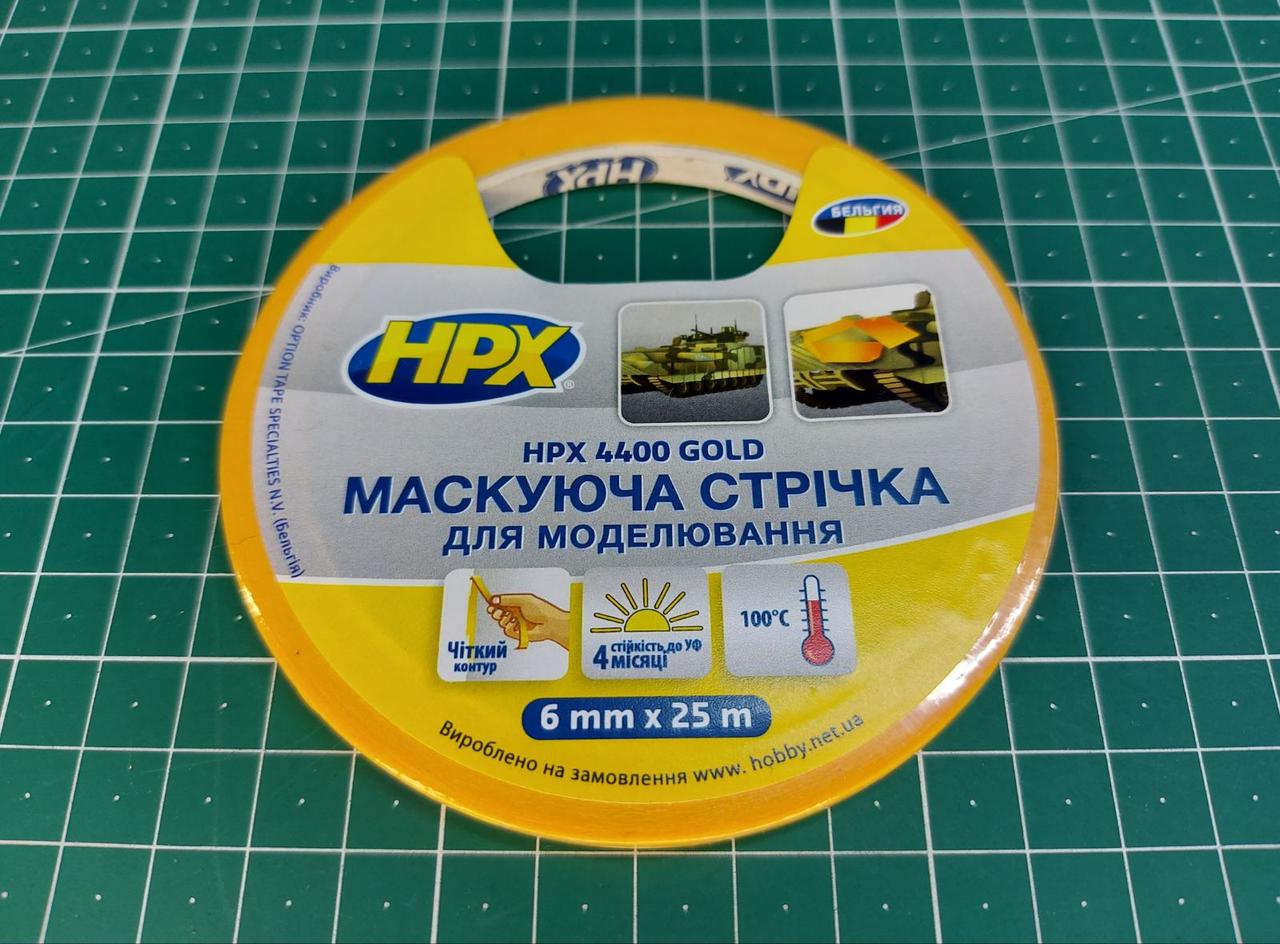 HPX
БЕЛЬГИЯ
Виробник: OPTION TAPE SPECIALTIES N.V. (Бельгія)
HPX®
HPX 4400 GOLD
МАСКУЮЧА СТРІЧКА
ДЛЯ МОДЕЛЮВАННЯ
Чіткий
контур
4 стійкість до УФ
місяці
100°C
6 mm x 25 m
Вироблено на замовлення www. hobby.net.ua